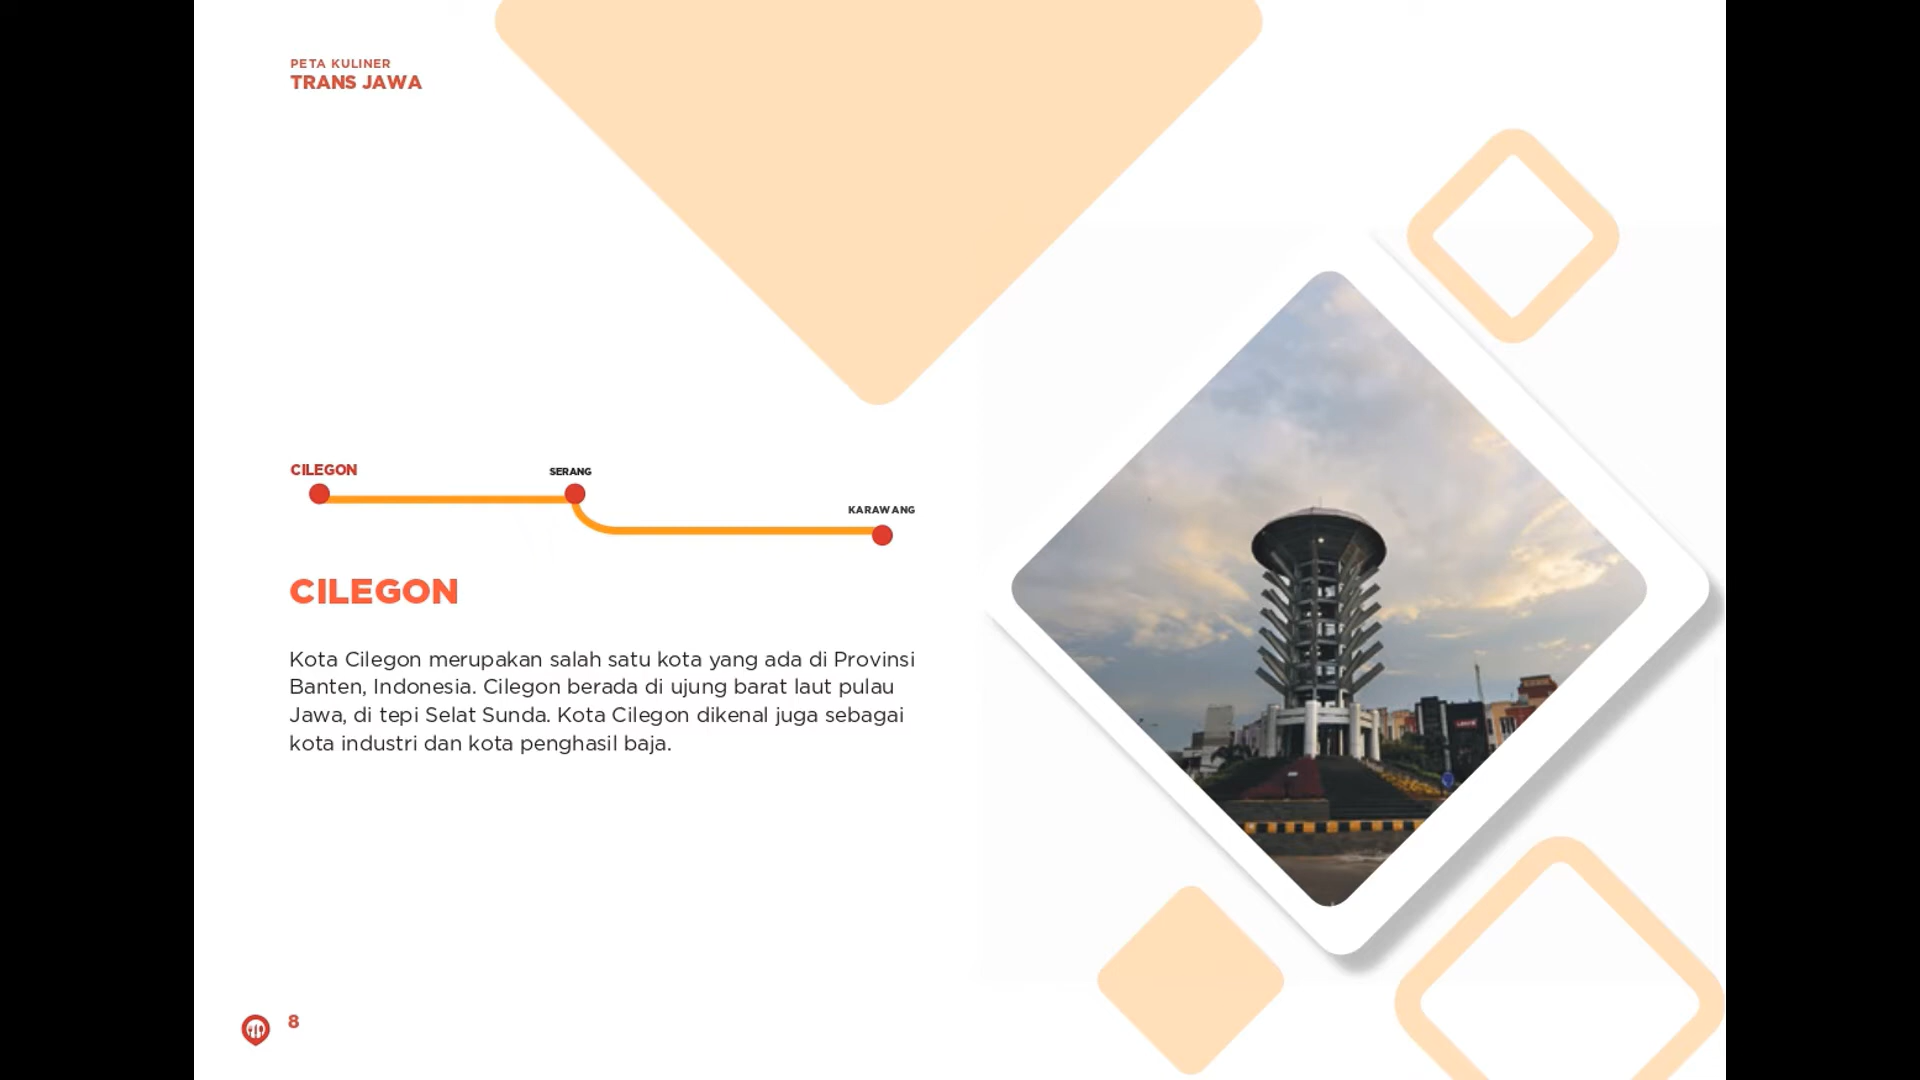 PETA KULINER
TRANS JAWA
CILEGON
SERANG
KARAWANG
CILEGON
Kota Cilegon merupakan salah satu kota yang ada di Provinsi
Banten, Indonesia. Cilegon berada di ujung barat laut pulau
Jawa, di tepi Selat Sunda. Kota Cilegon dikenal juga sebagai
kota industri dan kota penghasil baja.
8